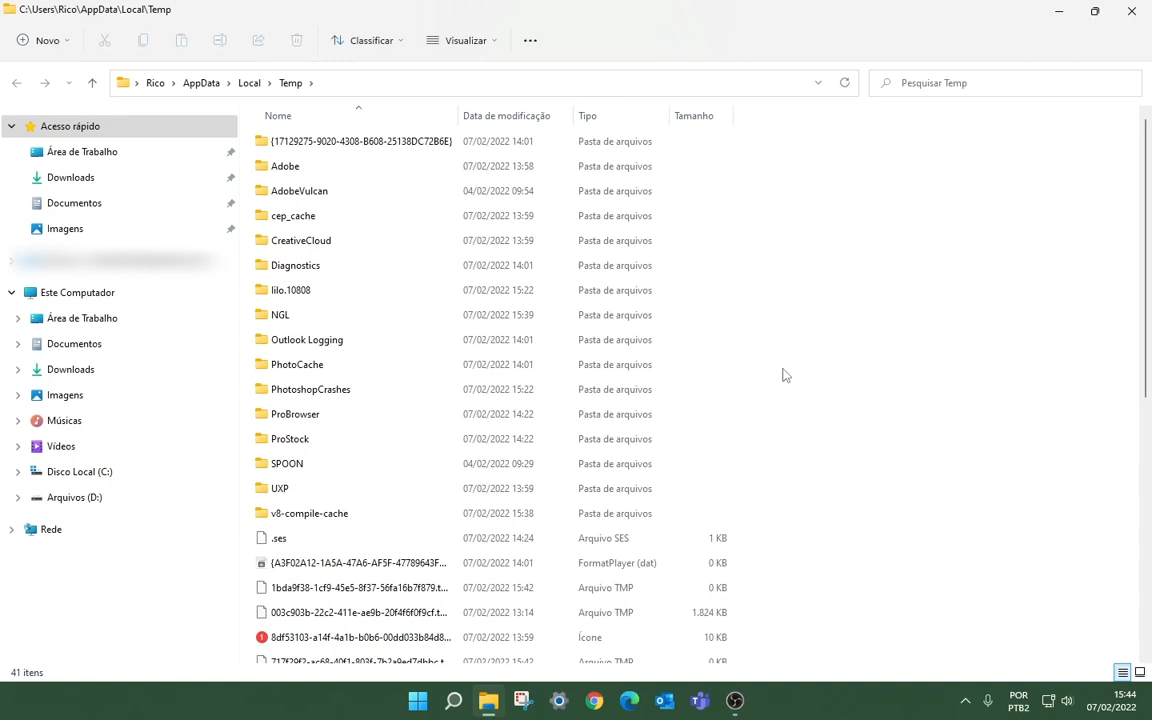 C:\Users\Rico\AppData\Local\Temp
Novo Classificar Visualizar
Rico › AppData › Local › Temp › Pesquisar Temp
Nome Data de modificação Tipo Tamanho
Acesso rápido
Área de Trabalho
Downloads
Documentos
Imagens
Este Computador
Área de Trabalho
Documentos
Downloads
Imagens
Músicas
Vídeos
Disco Local (C:)
Arquivos (D:)
Rede
{17129275-9020-4308-B608-25138DC72B6E} 07/02/2022 14:01 Pasta de arquivos
Adobe 07/02/2022 13:58 Pasta de arquivos
AdobeVulcan 04/02/2022 09:54 Pasta de arquivos
cep_cache 07/02/2022 13:59 Pasta de arquivos
CreativeCloud 07/02/2022 13:59 Pasta de arquivos
Diagnostics 07/02/2022 14:01 Pasta de arquivos
lilo.10808 07/02/2022 15:22 Pasta de arquivos
NGL 07/02/2022 15:39 Pasta de arquivos
Outlook Logging 07/02/2022 14:01 Pasta de arquivos
PhotoCache 07/02/2022 14:01 Pasta de arquivos
PhotoshopCrashes 07/02/2022 15:22 Pasta de arquivos
ProBrowser 07/02/2022 14:22 Pasta de arquivos
ProStock 07/02/2022 14:22 Pasta de arquivos
SPOON 04/02/2022 09:29 Pasta de arquivos
UXP 07/02/2022 13:59 Pasta de arquivos
v8-compile-cache 07/02/2022 15:38 Pasta de arquivos
.ses 07/02/2022 14:24 Arquivo SES 1 KB
{A3F02A12-1A5A-47A6-AF5F-47789643F... 07/02/2022 14:01 FormatPlayer (dat) 0 KB
1bda9f38-1cf9-45e5-8f37-56fa16b7f879.t... 07/02/2022 15:42 Arquivo TMP 0 KB
003c903b-22c2-411e-ae9b-20f4f6f0f9cf.t... 07/02/2022 13:14 Arquivo TMP 1.824 KB
8df53103-a14f-4a1b-b0b6-00dd033b84d8... 07/02/2022 13:59 Ícone 10 KB
07/02/2022 15:42 Arquivo TMP 0 KB
41 itens
POR
PTB2
15:44
07/02/2022